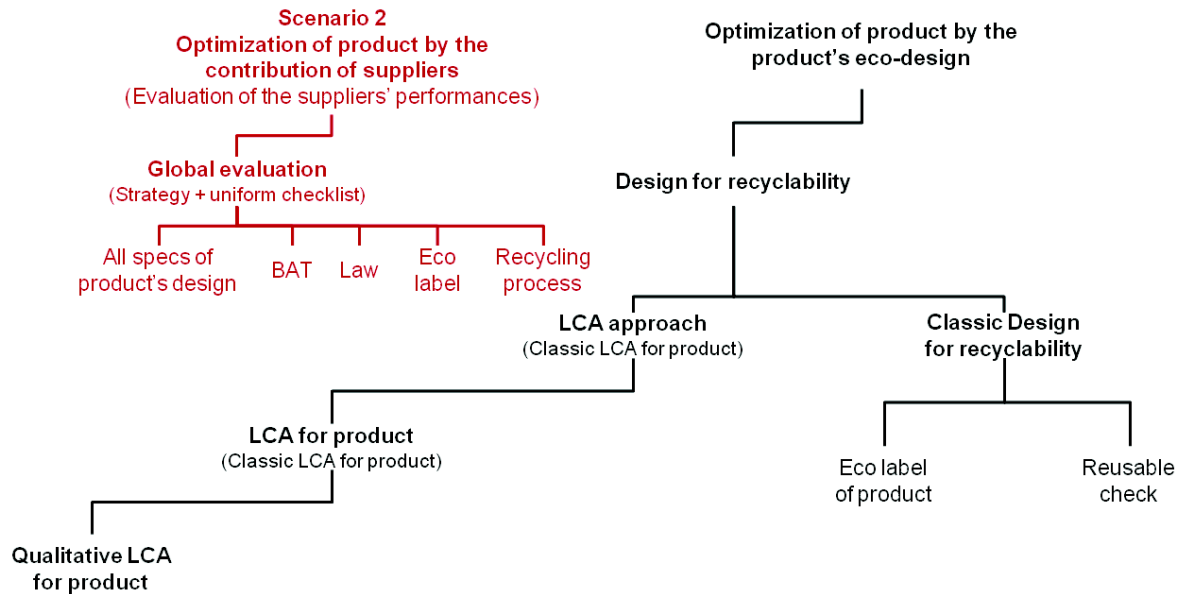 Scenario 2
Optimization of product by the
contribution of suppliers
(Evaluation of the suppliers' performances)
Optimization of product by the
product's eco-design
Global evaluation
(Strategy + uniform checklist)
Design for recyclability
All specs of
product's design
BAT
Law
Eco
label
Recycling
process
LCA approach
(Classic LCA for product)
Classic Design
for recyclability
LCA for product
(Classic LCA for product)
Eco label
of product
Reusable
check
Qualitative LCA
for product